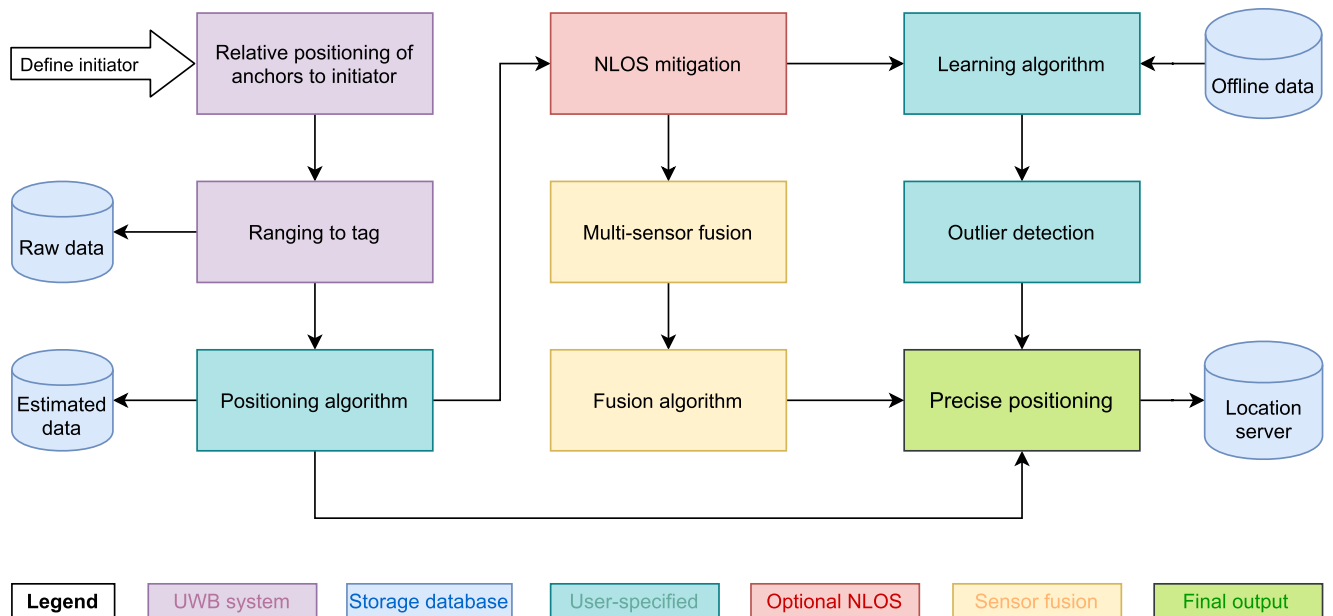 Define initiator
Relative positioning of
anchors to initiator
NLOS mitigation
Learning algorithm
Offline data
Raw data
Ranging to tag
Multi-sensor fusion
Outlier detection
Estimated
data
Positioning algorithm
Fusion algorithm
Precise positioning
Location
server
Legend
UWB system
Storage database
User-specified
Optional NLOS
Sensor fusion
Final output